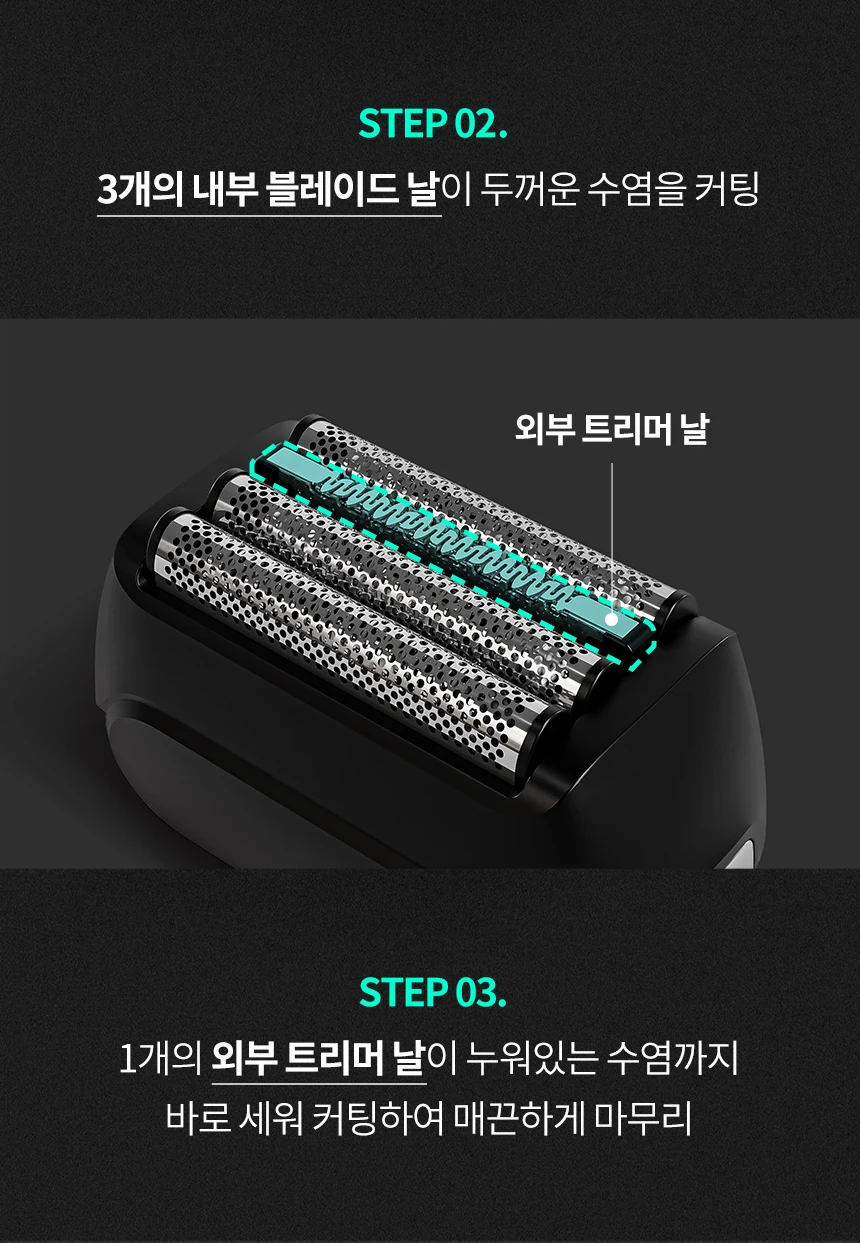 STEP 02.
3개의 내부 블레이드 날이 두꺼운 수염을 커팅
외부 트리머 날
STEP 03.
1개의 외부 트리머 날이 누워있는 수염까지
바로 세워 커팅하여 매끈하게 마무리